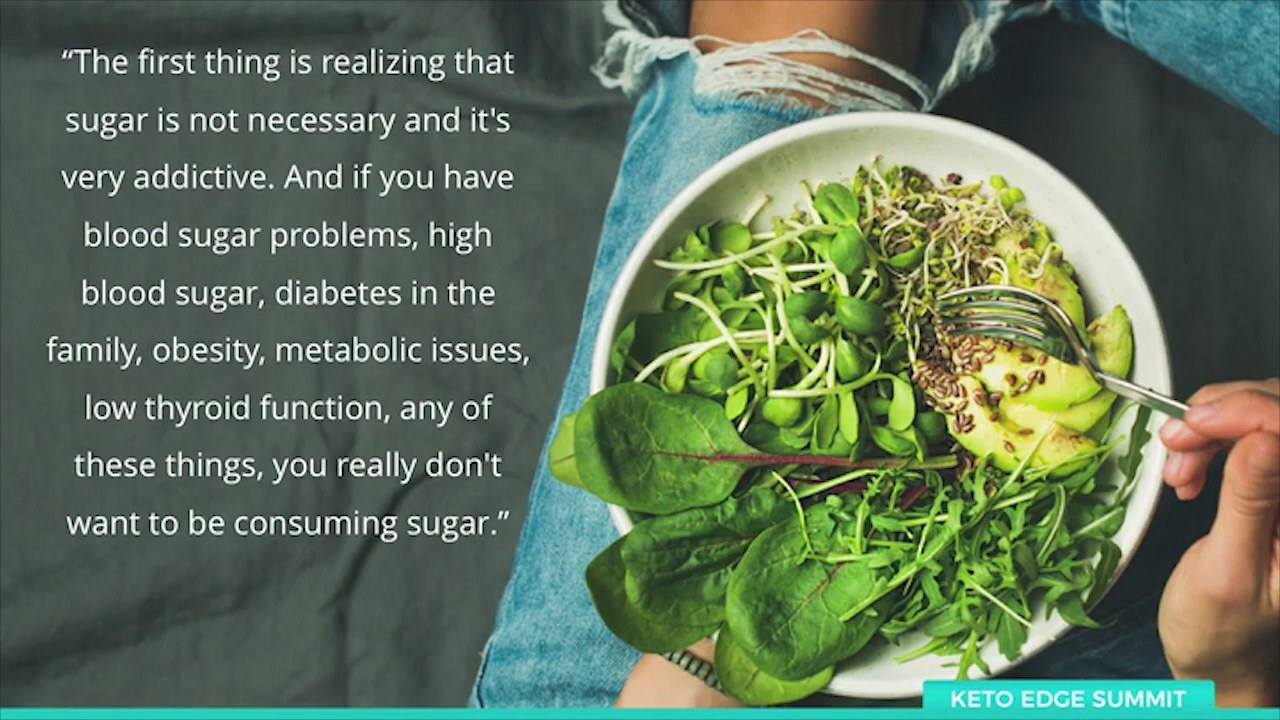 “The first thing is realizing that
sugar is not necessary and it's
very addictive. And if you have
blood sugar problems, high
blood sugar, diabetes in the
family, obesity, metabolic issues,
low thyroid function, any of
these things, you really don't
want to be consuming sugar.”
KETO EDGE SUMMIT